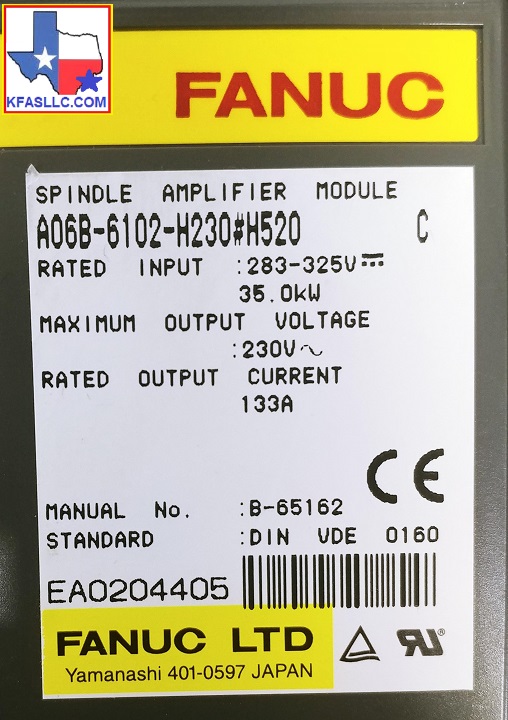 KFASLLC.COM
FANUC
SPINDLE AMPLIFIER MODULE
A06B-6102-H230#H520 C
RATED INPUT :283-325V⎓
35.0kW
MAXIMUM OUTPUT VOLTAGE
:230V~
RATED OUTPUT CURRENT
133A
CE
MANUAL No. :B-65162
STANDARD :DIN VDE 0160
EA0204405
FANUC LTD
Yamanashi 401-0597 JAPAN